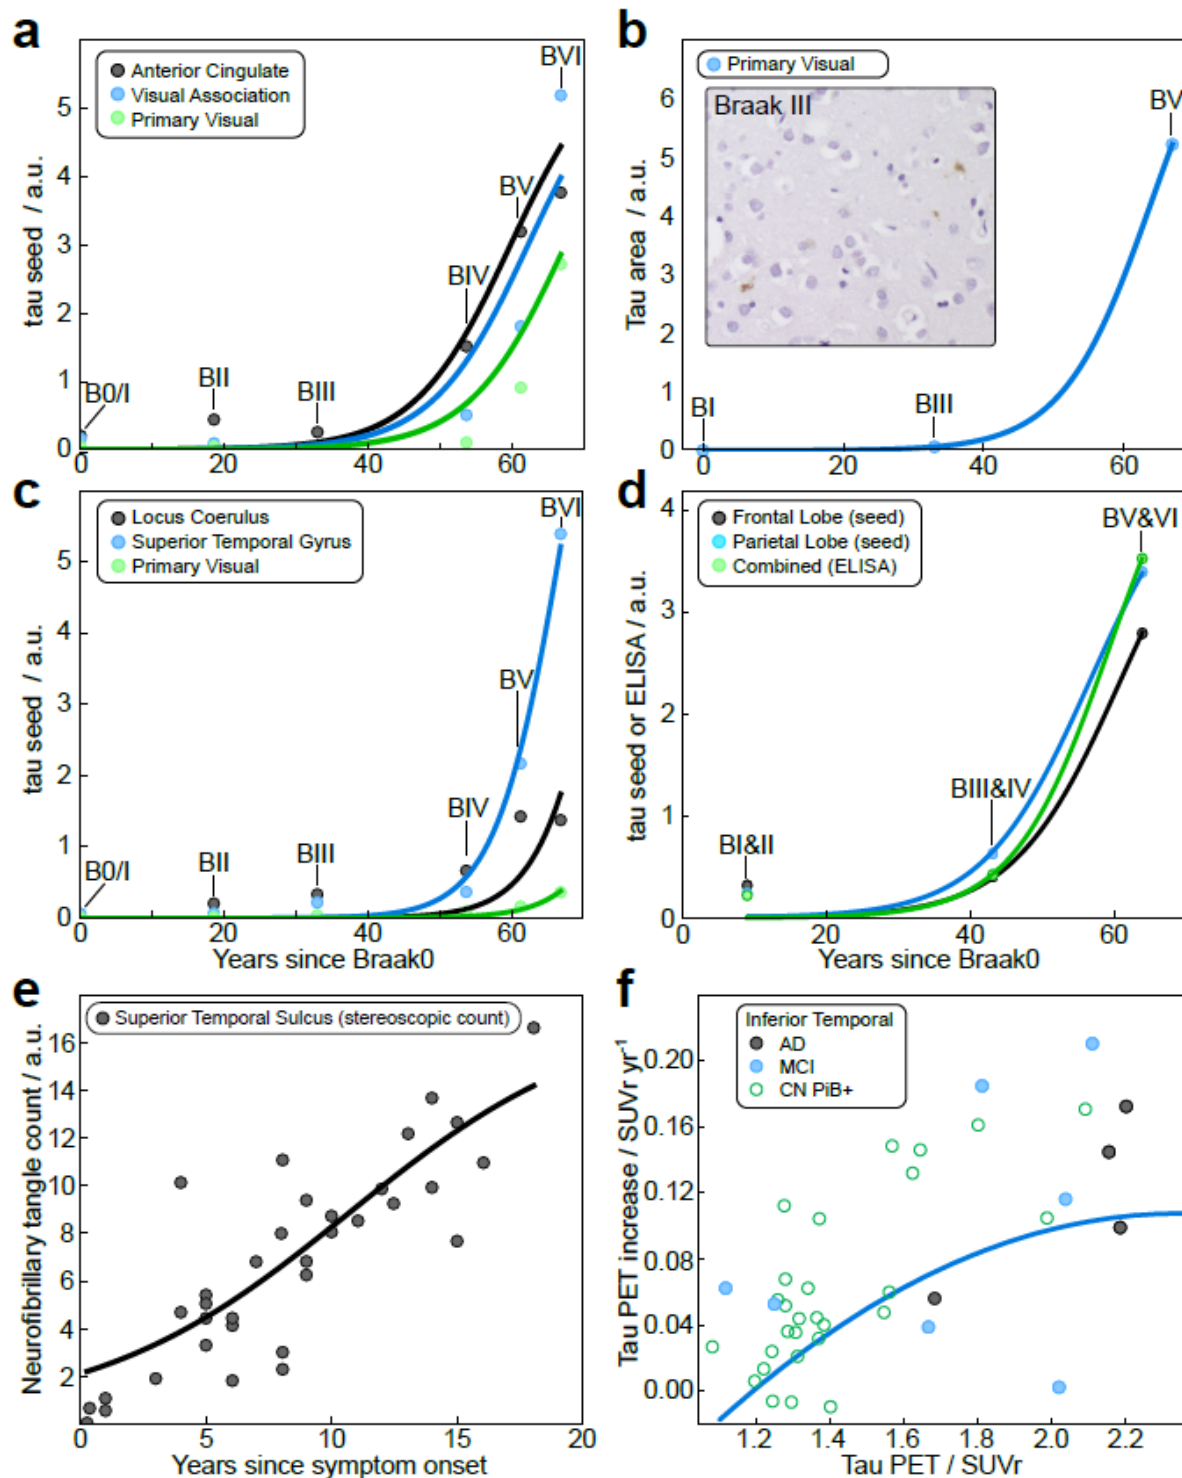 a
Anterior Cingulate
Visual Association
Primary Visual
BVI
BV
BIV
BIII
BII
B0/I
tau seed / a.u.
5
4
3
2
1
0
0 20 40 60
b
Primary Visual
Braak III
BV
BIII
BI
Tau area / a.u.
6
5
4
3
2
1
0
0 20 40 60
c
Locus Coerulus
Superior Temporal Gyrus
Primary Visual
BVI
BV
BIV
BIII
BII
B0/I
tau seed / a.u.
5
4
3
2
1
0
0 20 40 60
Years since Braak0
d
Frontal Lobe (seed)
Parietal Lobe (seed)
Combined (ELISA)
BV&VI
BIII&IV
BI&II
tau seed or ELISA / a.u.
4
3
2
1
0
0 20 40 60
Years since Braak0
e
Superior Temporal Sulcus (stereoscopic count)
Neurofibrillary tangle count / a.u.
16
14
12
10
8
6
4
2
0 5 10 15 20
Years since symptom onset
f
Inferior Temporal
AD
MCI
CN PiB+
Tau PET increase / SUVr yr⁻¹
0.20
0.16
0.12
0.08
0.04
0.00
1.2 1.4 1.6 1.8 2.0 2.2
Tau PET / SUVr